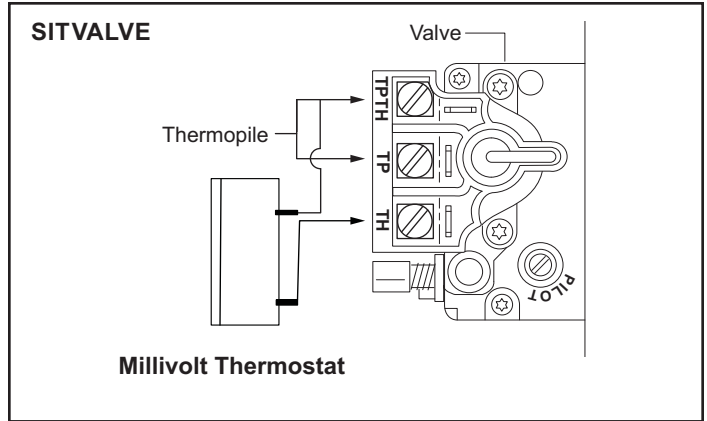 SITVALVE
Valve
TPTH
Thermopile
TP
TH
PILOT
Millivolt Thermostat